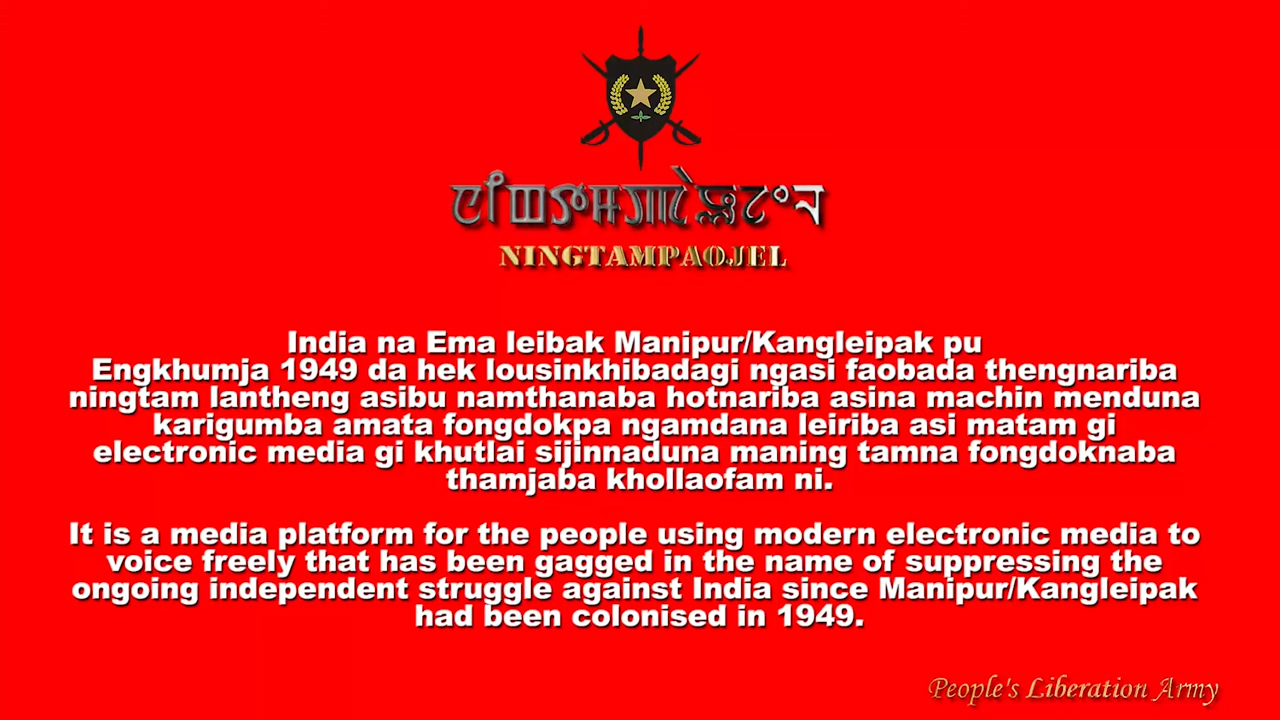 NINGTAMPAOJEL
India na Ema leibak Manipur/Kangleipak pu
Engkhumja 1949 da hek lousinkhibadagi ngasi faobada thengnariba
ningtam lantheng asibu namthanaba hotnariba asina machin menduna
karigumba amata fongdokpa ngamdana leiriba asi matam gi
electronic media gi khutlai sijinnaduna maning tamna fongdoknaba
thamjaba khollaofam ni.
It is a media platform for the people using modern electronic media to
voice freely that has been gagged in the name of suppressing the
ongoing independent struggle against India since Manipur/Kangleipak
had been colonised in 1949.
People's Liberation Army